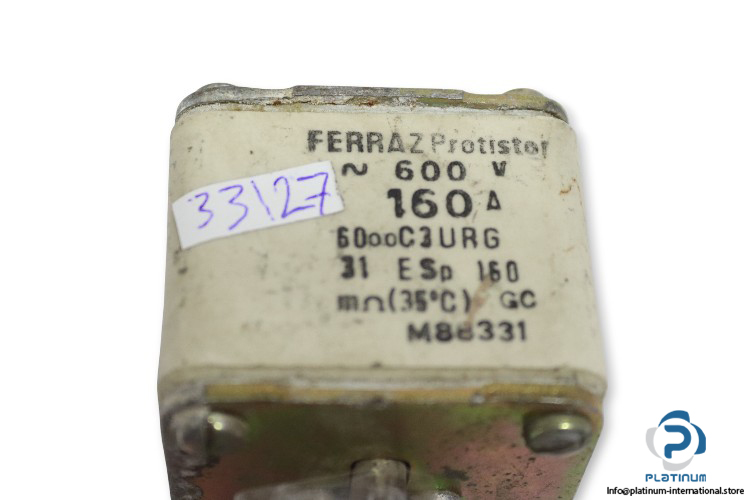 FERRAZ Protistor
~ 600 V
160 A
6000C3URG
31 ESp 160
mΩ(35°C) GC
M88331
33127
PLATINUM
Info@platinum-international.store